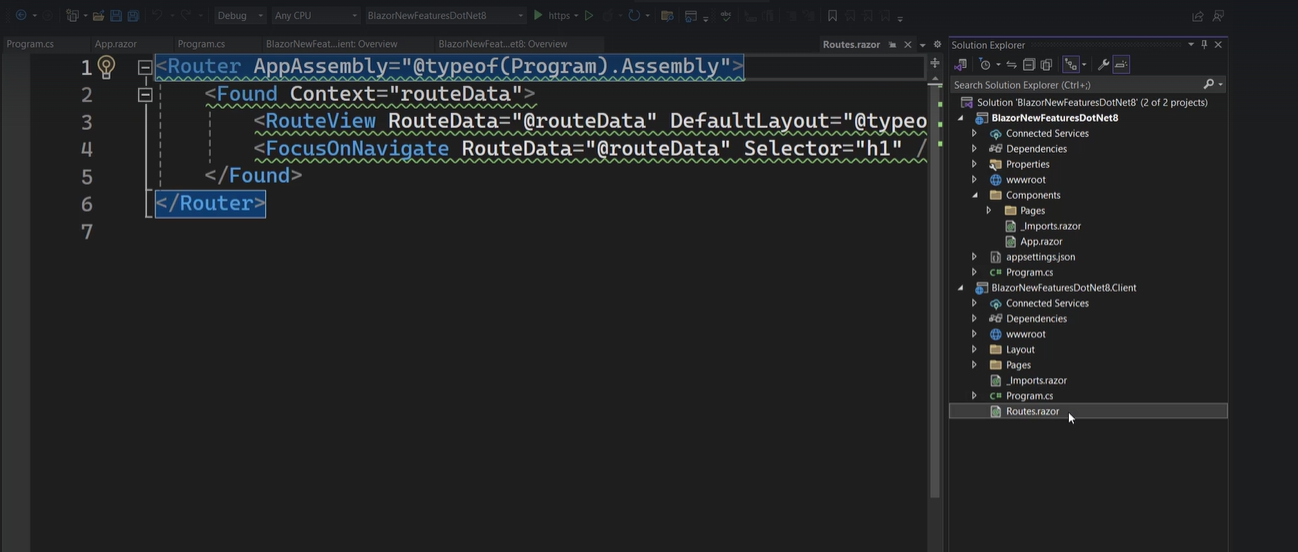 Debug
Any CPU
BlazorNewFeaturesDotNet8
https
Program.cs
App.razor
Program.cs
BlazorNewFeat...ient: Overview
BlazorNewFeat...et8: Overview
Routes.razor
1 <Router AppAssembly="@typeof(Program).Assembly">
2 <Found Context="routeData">
3 <RouteView RouteData="@routeData" DefaultLayout="@typeo
4 <FocusOnNavigate RouteData="@routeData" Selector="h1" /
5 </Found>
6 </Router>
7
Solution Explorer
Search Solution Explorer (Ctrl+;)
Solution 'BlazorNewFeaturesDotNet8' (2 of 2 projects)
BlazorNewFeaturesDotNet8
Connected Services
Dependencies
Properties
wwwroot
Components
Pages
_Imports.razor
App.razor
appsettings.json
C# Program.cs
BlazorNewFeaturesDotNet8.Client
Connected Services
Dependencies
wwwroot
Layout
Pages
_Imports.razor
C# Program.cs
Routes.razor